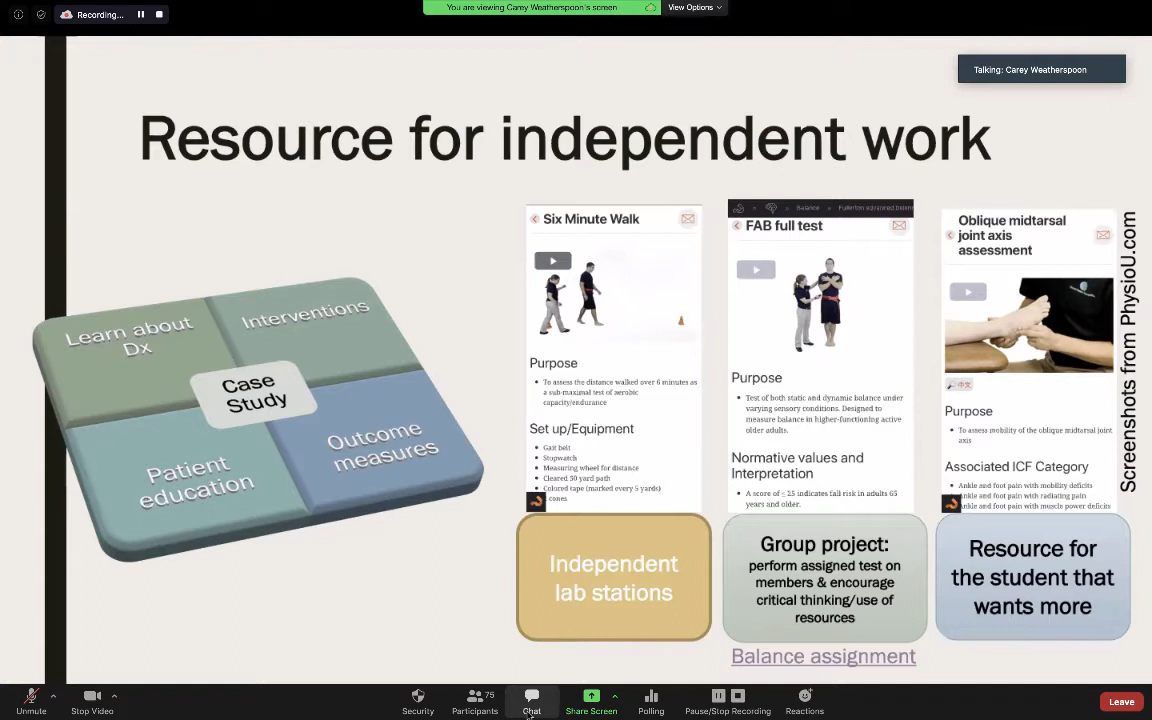 Recording...
You are viewing Carey Weatherspoon's screen
View Options
Talking: Carey Weatherspoon
Resource for independent work
Learn about
Dx
Interventions
Case
Study
Patient
education
Outcome
measures
Six Minute Walk
Purpose
To assess the distance walked over 6 minutes as
a sub-maximal test of aerobic
capacity/endurance
Set up/Equipment
Gait belt
Stopwatch
Measuring wheel for distance
Cleared 50 yard path
Colored tape (marked every 5 yards)
cones
Independent
lab stations
Balance
Fullerton advanced balan
FAB full test
Purpose
Test of both static and dynamic balance under
varying sensory conditions. Designed to
measure balance in higher-functioning active
older adults.
Normative values and
Interpretation
A score of ≤ 25 indicates fall risk in adults 65
years and older.
Group project:
perform assigned test on
members & encourage
critical thinking/use of
resources
Balance assignment
Oblique midtarsal
joint axis
assessment
中文
Purpose
To assess mobility of the oblique midtarsal joint
axis
Associated ICF Category
Ankle and foot pain with mobility deficits
ankle and foot pain with radiating pain
Ankle and foot pain with muscle power deficits
Resource for
the student that
wants more
Screenshots from PhysioU.com
Unmute
Stop Video
Security
Participants
75
Chat
Share Screen
Polling
Pause/Stop Recording
Reactions
Leave